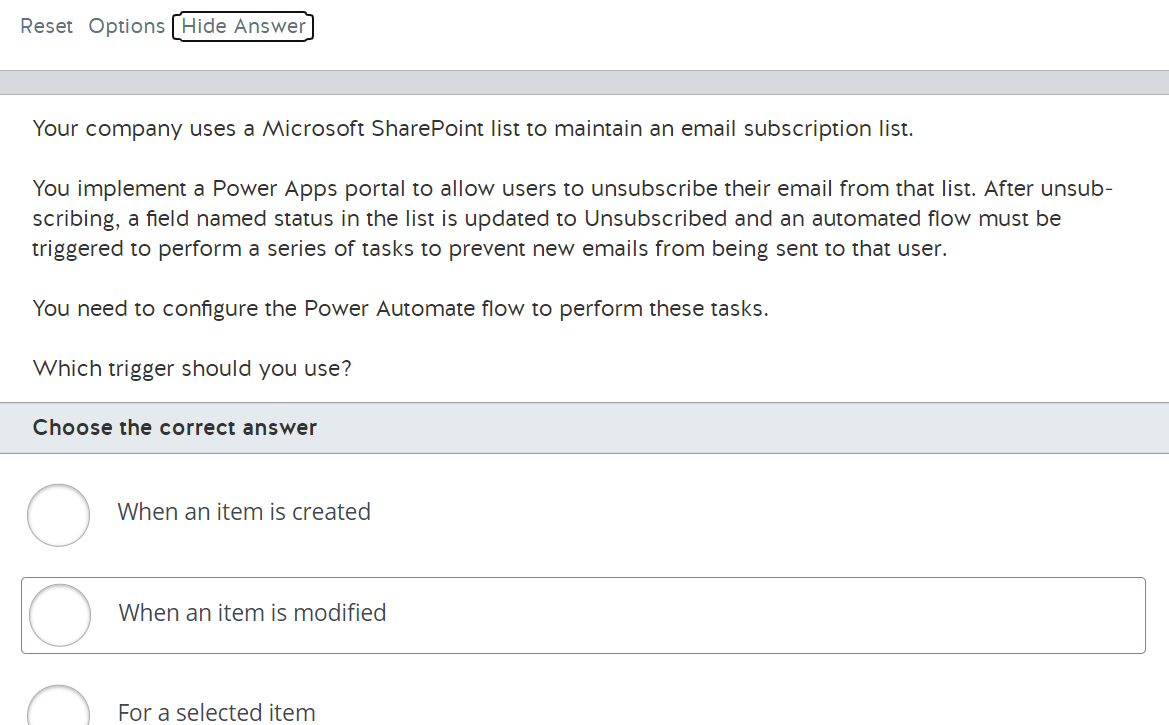 Reset Options Hide Answer
Your company uses a Microsoft SharePoint list to maintain an email subscription list.
You implement a Power Apps portal to allow users to unsubscribe their email from that list. After unsub-
scribing, a field named status in the list is updated to Unsubscribed and an automated flow must be
triggered to perform a series of tasks to prevent new emails from being sent to that user.
You need to configure the Power Automate flow to perform these tasks.
Which trigger should you use?
Choose the correct answer
When an item is created
When an item is modified
For a selected item